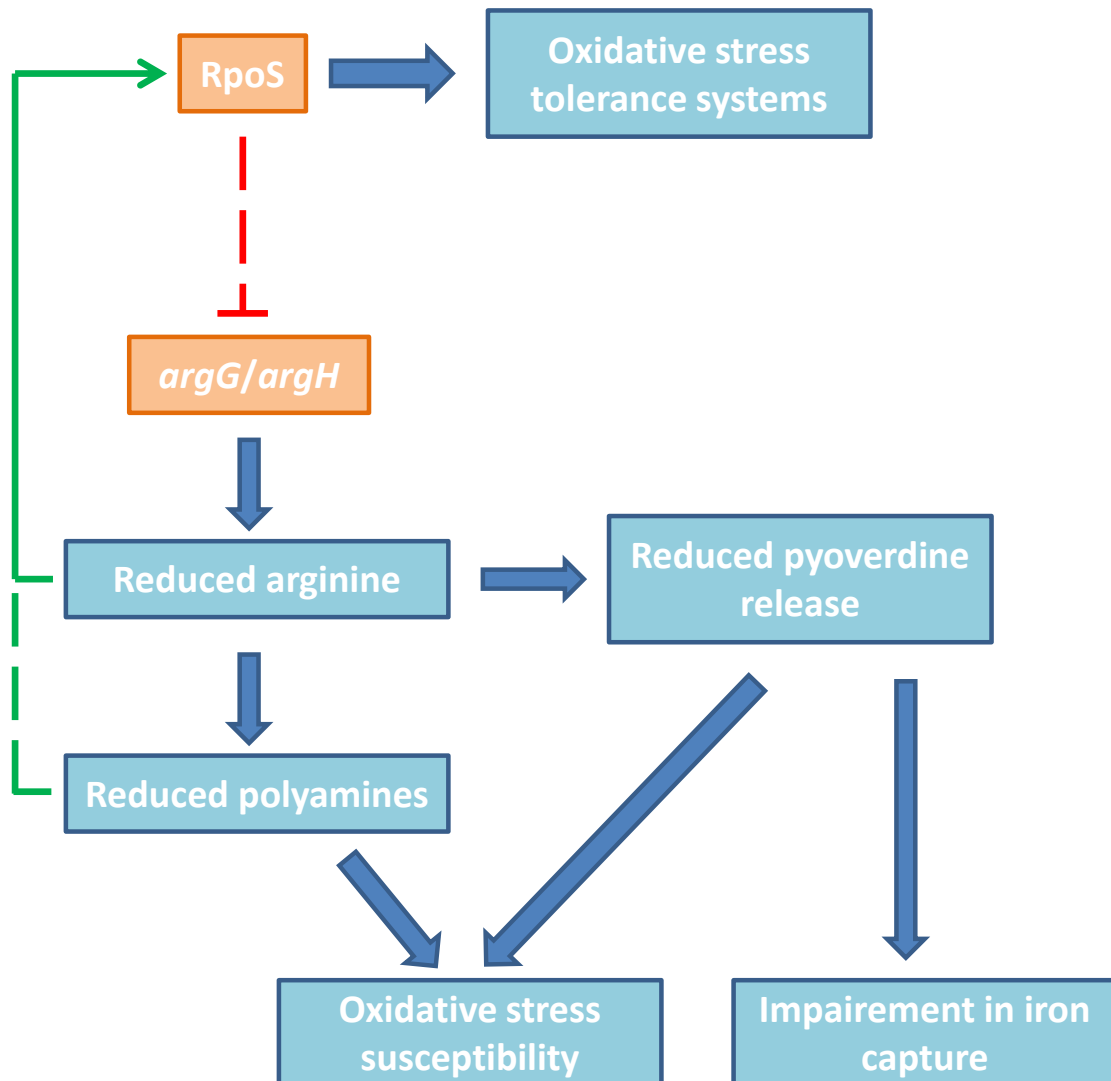 RpoS
Oxidative stress
tolerance systems
argG/argH
Reduced arginine
Reduced pyoverdine
release
Reduced polyamines
Oxidative stress
susceptibility
Impairement in iron
capture